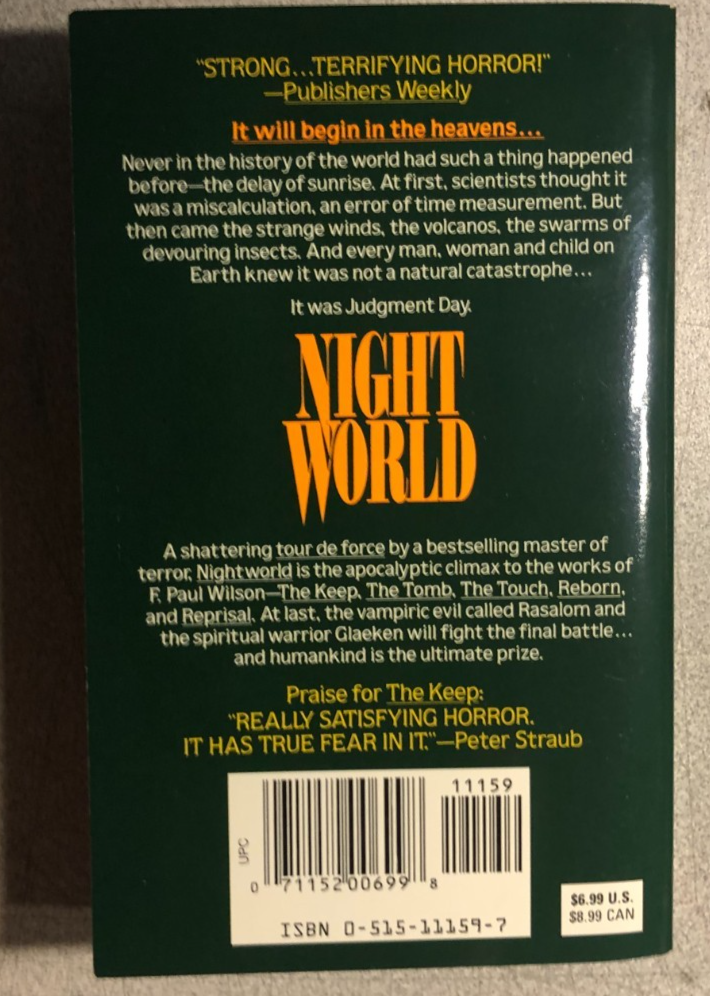 “STRONG...TERRIFYING HORROR!”
—Publishers Weekly
It will begin in the heavens...
Never in the history of the world had such a thing happened
before—the delay of sunrise. At first, scientists thought it
was a miscalculation, an error of time measurement. But
then came the strange winds, the volcanos, the swarms of
devouring insects. And every man, woman and child on
Earth knew it was not a natural catastrophe...
It was Judgment Day.
NIGHT
WORLD
A shattering tour de force by a bestselling master of
terror, Nightworld is the apocalyptic climax to the works of
F. Paul Wilson—The Keep, The Tomb, The Touch, Reborn,
and Reprisal. At last, the vampiric evil called Rasalom and
the spiritual warrior Glaeken will fight the final battle...
and humankind is the ultimate prize.
Praise for The Keep:
“REALLY SATISFYING HORROR.
IT HAS TRUE FEAR IN IT.”—Peter Straub
11159
UPC
0 71152 00699 8
ISBN 0-515-11159-7
$6.99 U.S.
$8.99 CAN